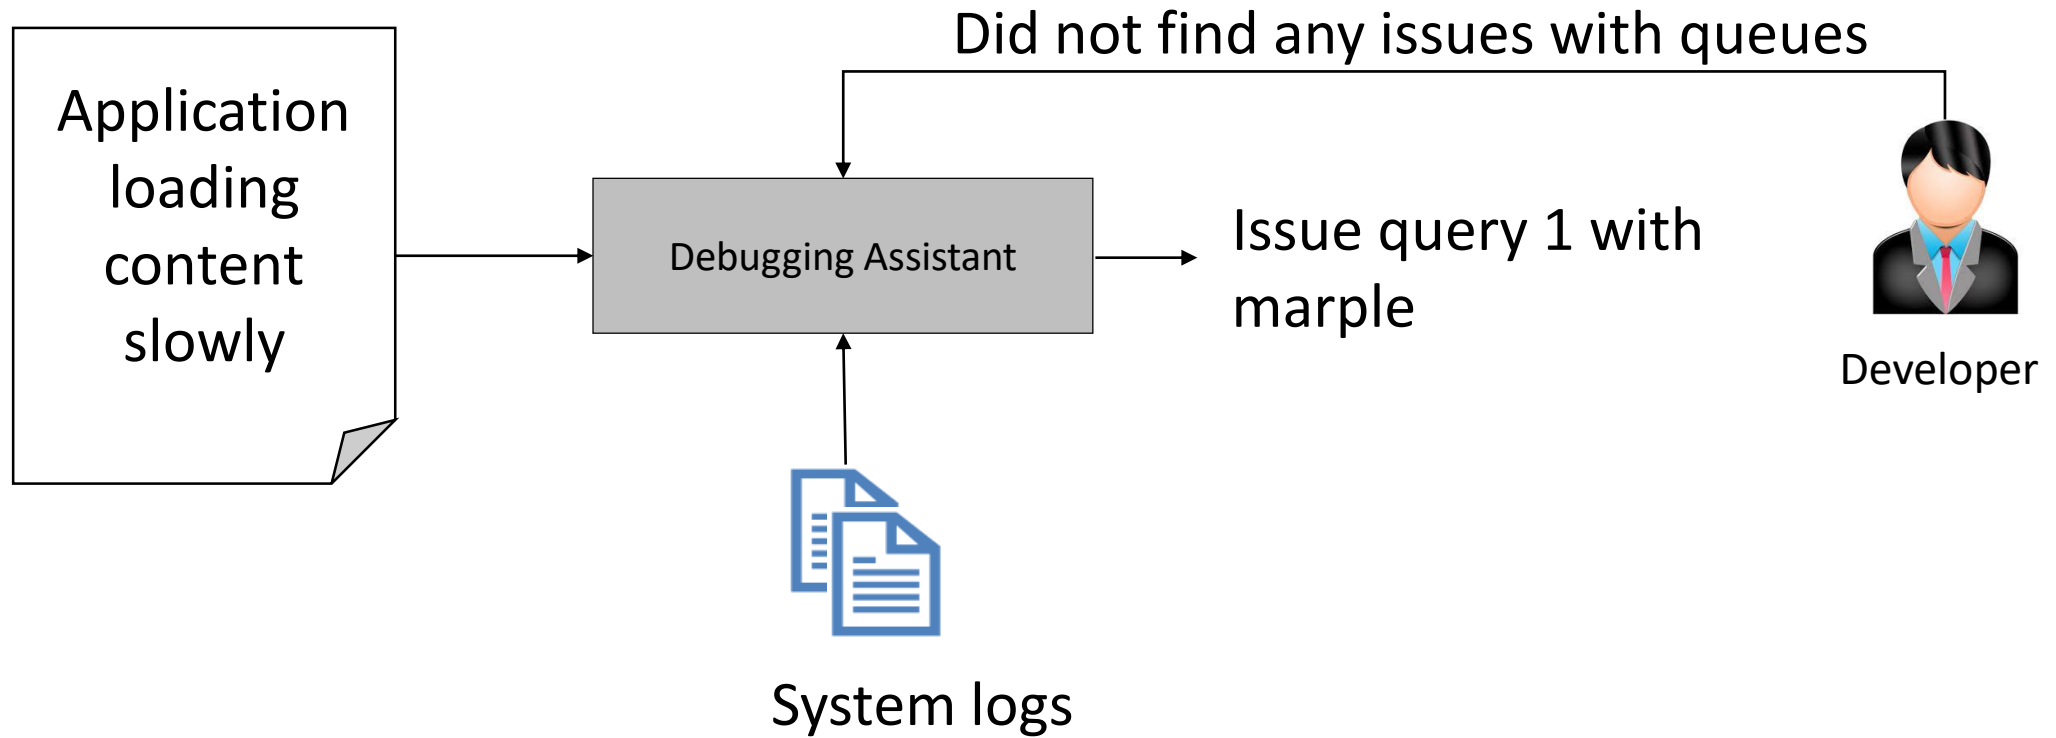 Did not find any issues with queues
Application
loading
content
slowly
Debugging Assistant
Issue query 1 with
marple
Developer
System logs